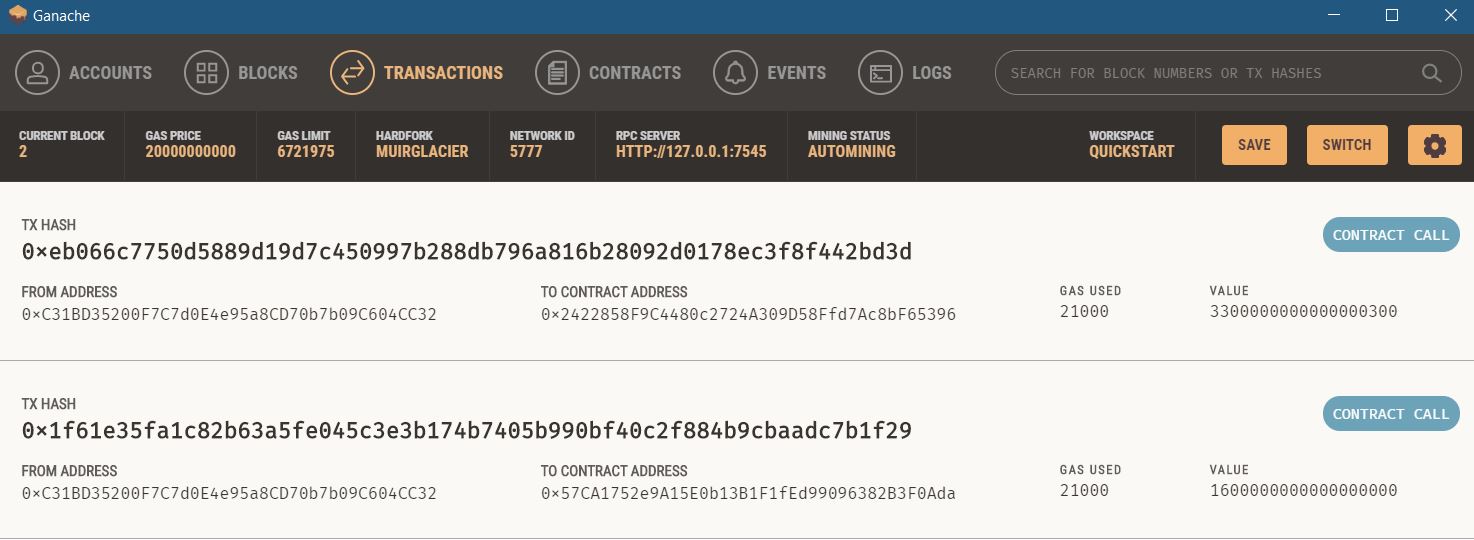 Ganache
ACCOUNTS BLOCKS TRANSACTIONS CONTRACTS EVENTS LOGS SEARCH FOR BLOCK NUMBERS OR TX HASHES
CURRENT BLOCK GAS PRICE GAS LIMIT HARDFORK NETWORK ID RPC SERVER MINING STATUS WORKSPACE
2 20000000000 6721975 MUIRGLACIER 5777 HTTP://127.0.0.1:7545 AUTOMINING QUICKSTART SAVE SWITCH
TX HASH
0×eb066c7750d5889d19d7c450997b288db796a816b28092d0178ec3f8f442bd3d CONTRACT CALL
FROM ADDRESS TO CONTRACT ADDRESS GAS USED VALUE
0×C31BD35200F7C7d0E4e95a8CD70b7b09C604CC32 0×2422858F9C4480c2724A309D58Ffd7Ac8bF65396 21000 3300000000000000300
TX HASH
0×1f61e35fa1c82b63a5fe045c3e3b174b7405b990bf40c2f884b9cbaadc7b1f29 CONTRACT CALL
FROM ADDRESS TO CONTRACT ADDRESS GAS USED VALUE
0×C31BD35200F7C7d0E4e95a8CD70b7b09C604CC32 0×57CA1752e9A15E0b13B1F1fEd99096382B3F0Ada 21000 1600000000000000000